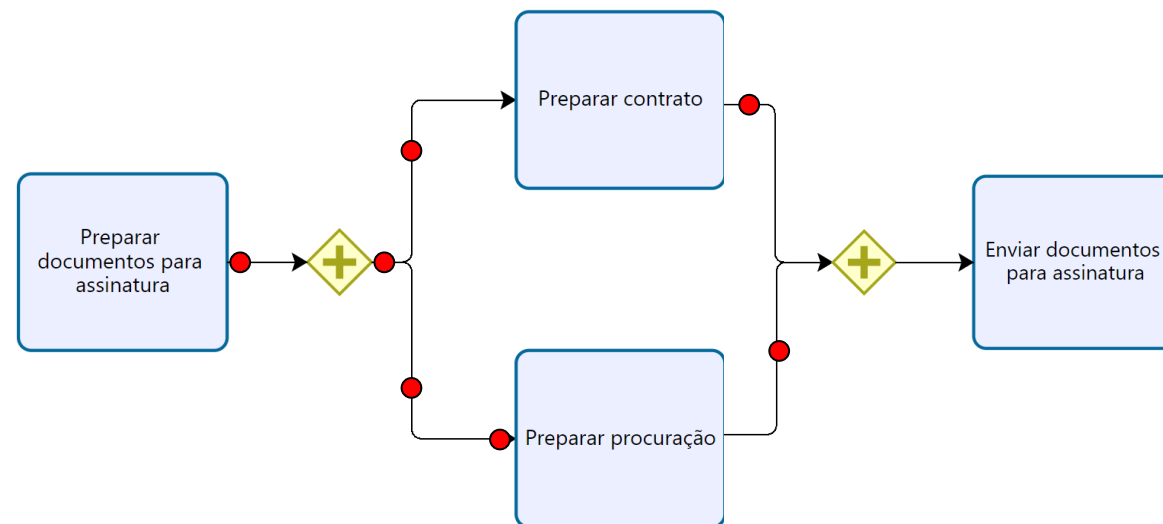 Preparar
documentos para
assinatura
Preparar contrato
Preparar procuração
Enviar documentos
para assinatura